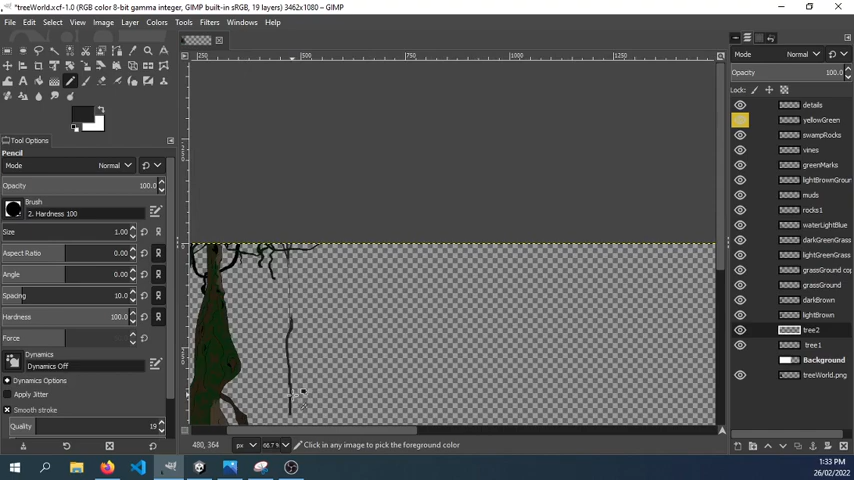 *treeWorld.xcf-1.0 (RGB color 8-bit gamma integer, GIMP built-in sRGB, 19 layers) 3462x1080 – GIMP
File Edit Select View Image Layer Colors Tools Filters Windows Help
250 500 750 1000 1250
Mode Normal
Opacity 100.0
Lock:
details
yellowGreen
swampRocks
vines
greenMarks
lightBrownGroun
muds
rocks1
waterLightBlue
darkGreenGrass
lightGreenGrass
grassGround cop
grassGround
darkBrown
lightBrown
tree2
tree1
Background
treeWorld.png
Tool Options
Pencil
Mode Normal
Opacity 100.0
Brush
2. Hardness 100
Size 1.00
Aspect Ratio 0.00
Angle 0.00
Spacing 10.0
Hardness 100.0
Force
Dynamics
Dynamics Off
Dynamics Options
Apply Jitter
Smooth stroke
Quality 19
480, 364 px 66.7 % Click in any image to pick the foreground color
1:33 PM
26/02/2022